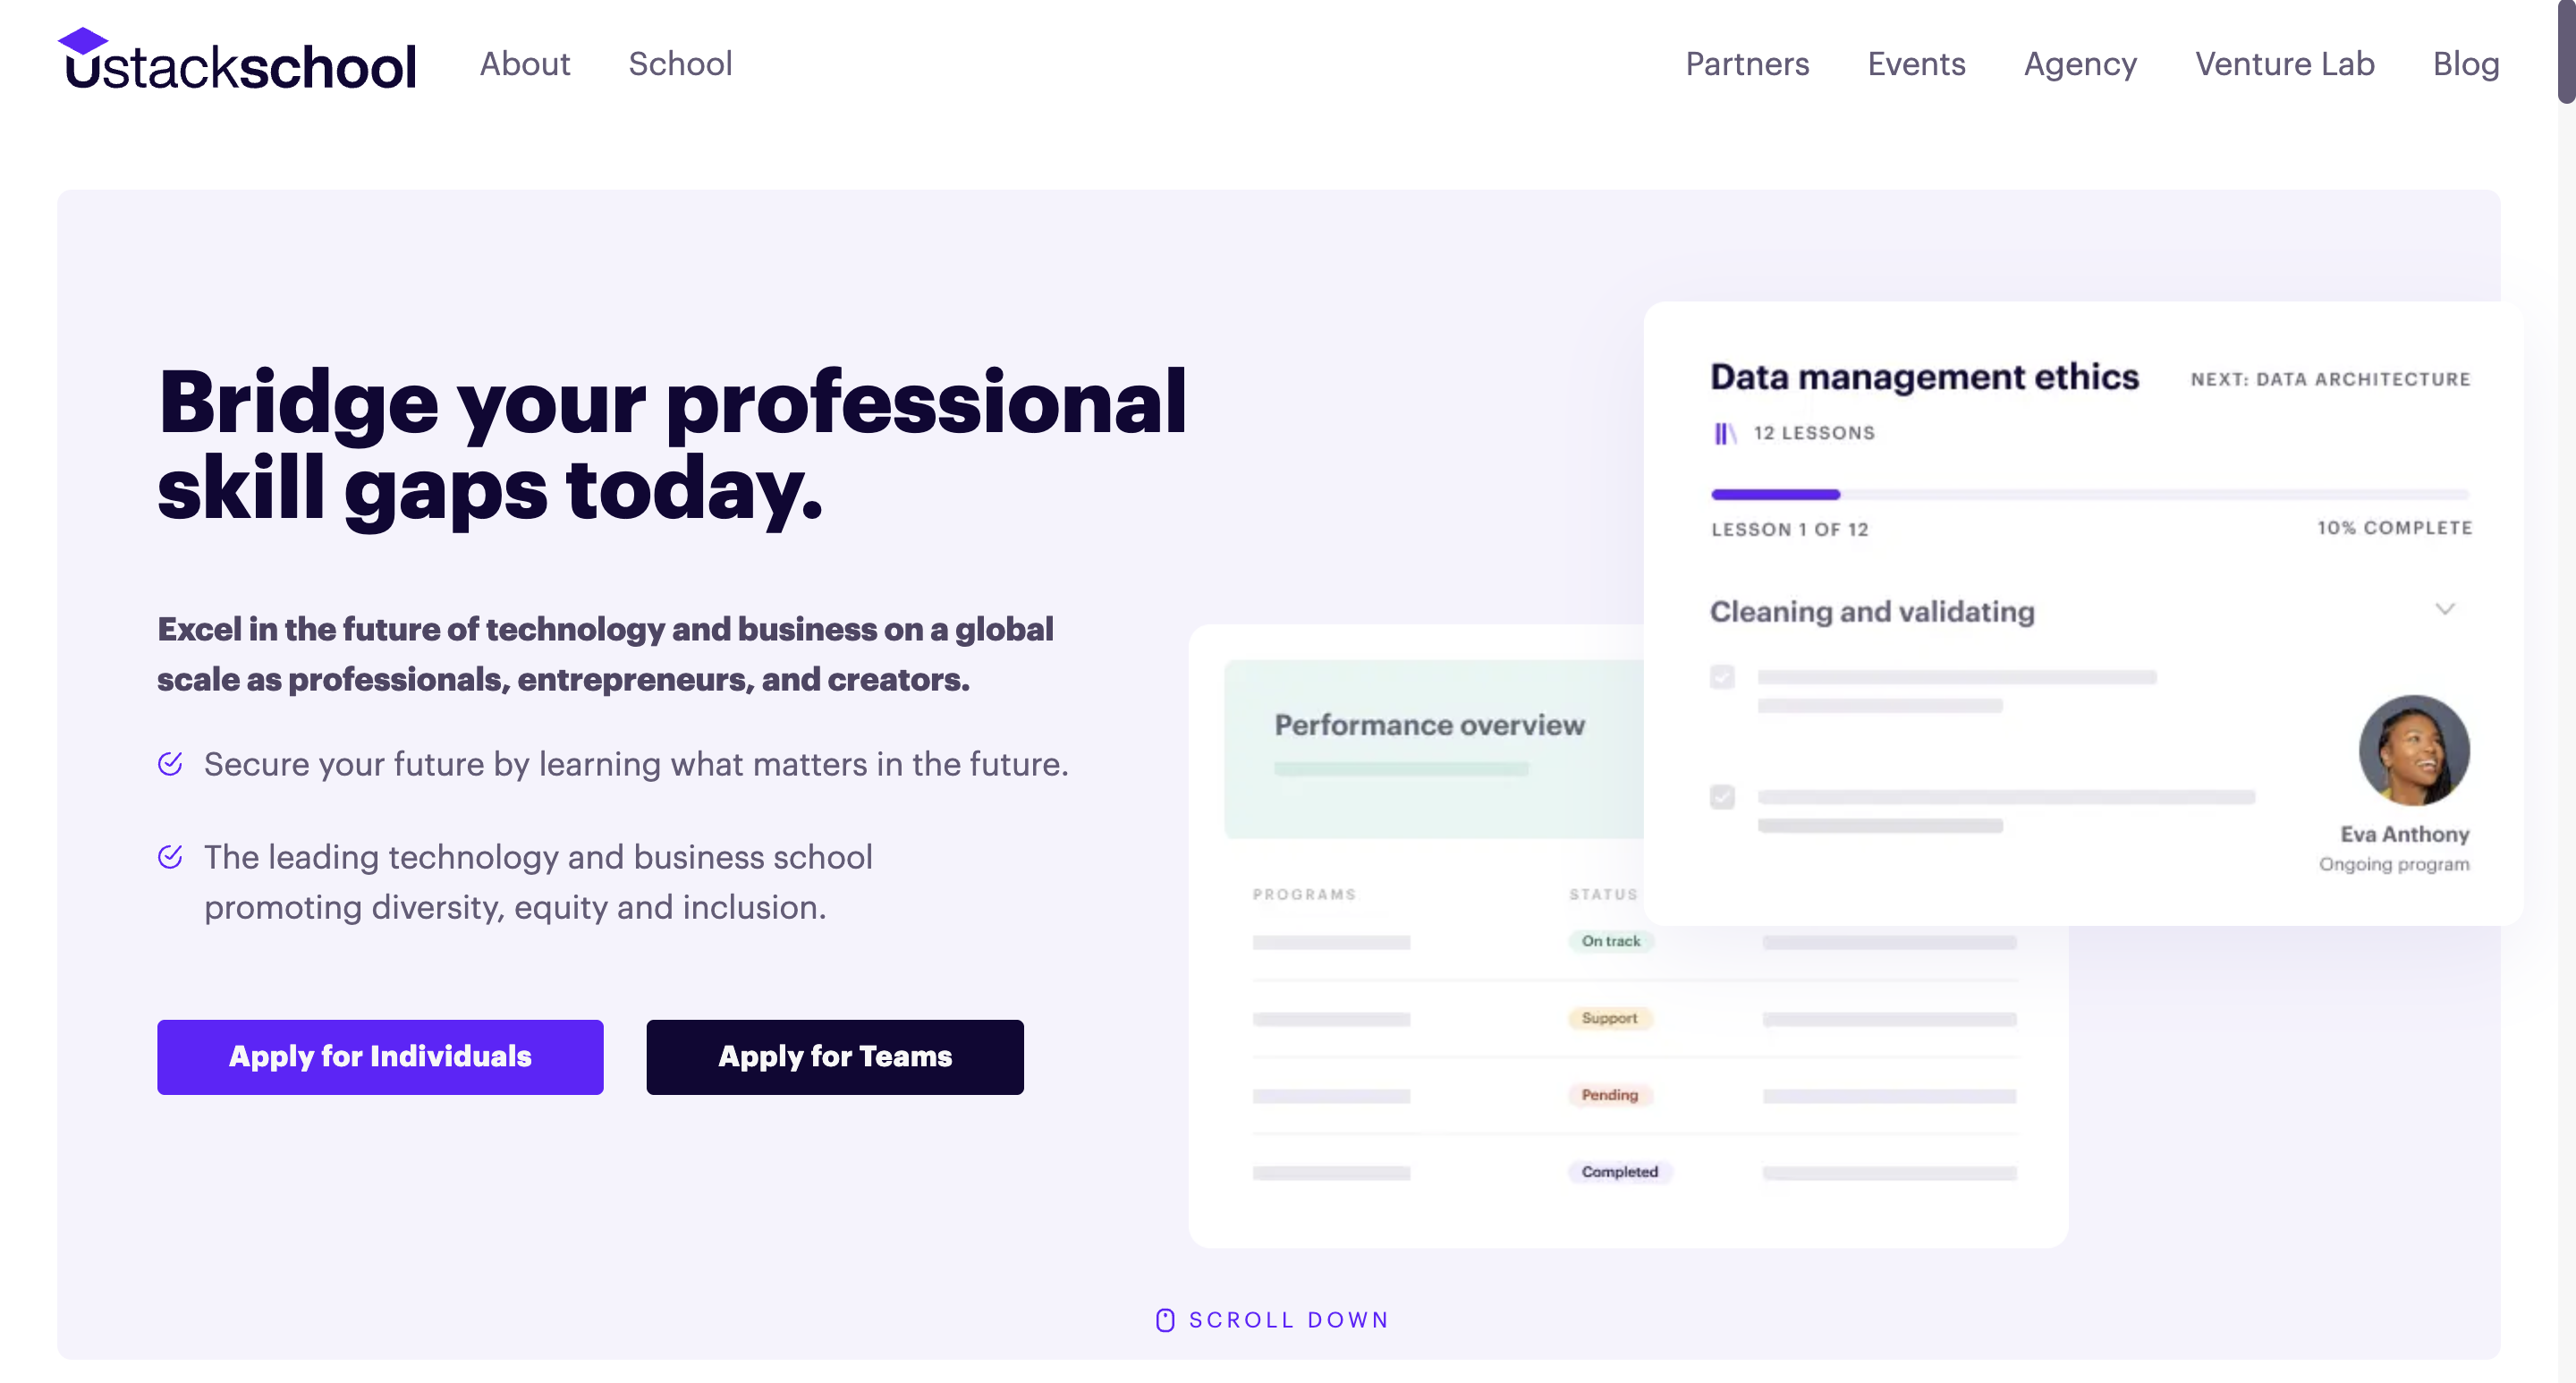 ustackschool
About
School
Partners
Events
Agency
Venture Lab
Blog
Bridge your professional
skill gaps today.
Excel in the future of technology and business on a global
scale as professionals, entrepreneurs, and creators.
Secure your future by learning what matters in the future.
The leading technology and business school
promoting diversity, equity and inclusion.
Apply for Individuals
Apply for Teams
Data management ethics
NEXT: DATA ARCHITECTURE
12 LESSONS
LESSON 1 OF 12
10% COMPLETE
Cleaning and validating
Eva Anthony
Ongoing program
Performance overview
PROGRAMS
STATUS
On track
Support
Pending
Completed
SCROLL DOWN